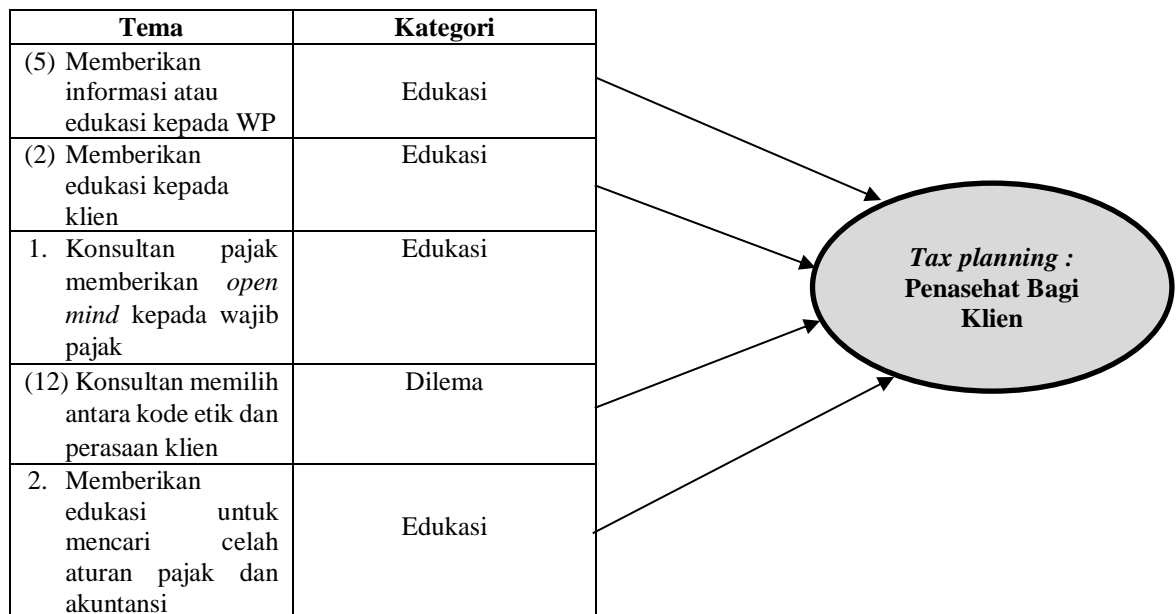 Tema Kategori
(5) Memberikan
informasi atau
edukasi kepada WP
Edukasi
(2) Memberikan
edukasi kepada
klien
Edukasi
1. Konsultan pajak
memberikan open
mind kepada wajib
pajak
Edukasi
(12) Konsultan memilih
antara kode etik dan
perasaan klien
Dilema
2. Memberikan
edukasi untuk
mencari celah
aturan pajak dan
akuntansi
Edukasi
Tax planning :
Penasehat Bagi
Klien